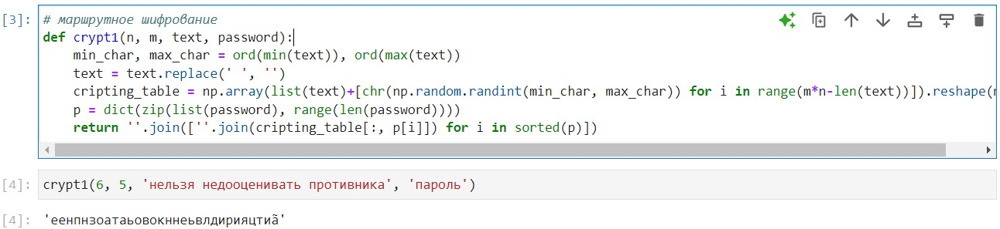 [3]:
# маршрутное шифрование
def crypt1(n, m, text, password):
    min_char, max_char = ord(min(text)), ord(max(text))
    text = text.replace(' ', '')
    cripting_table = np.array(list(text)+[chr(np.random.randint(min_char, max_char)) for i in range(m*n-len(text))]).reshape(
    p = dict(zip(list(password), range(len(password))))
    return ''.join([''.join(cripting_table[:, p[i]]) for i in sorted(p)])
[4]:
crypt1(6, 5, 'нельзя недооценивать противника', 'пароль')
[4]:
'еенпнзоатаьовокннеьвлдирияцтиã'